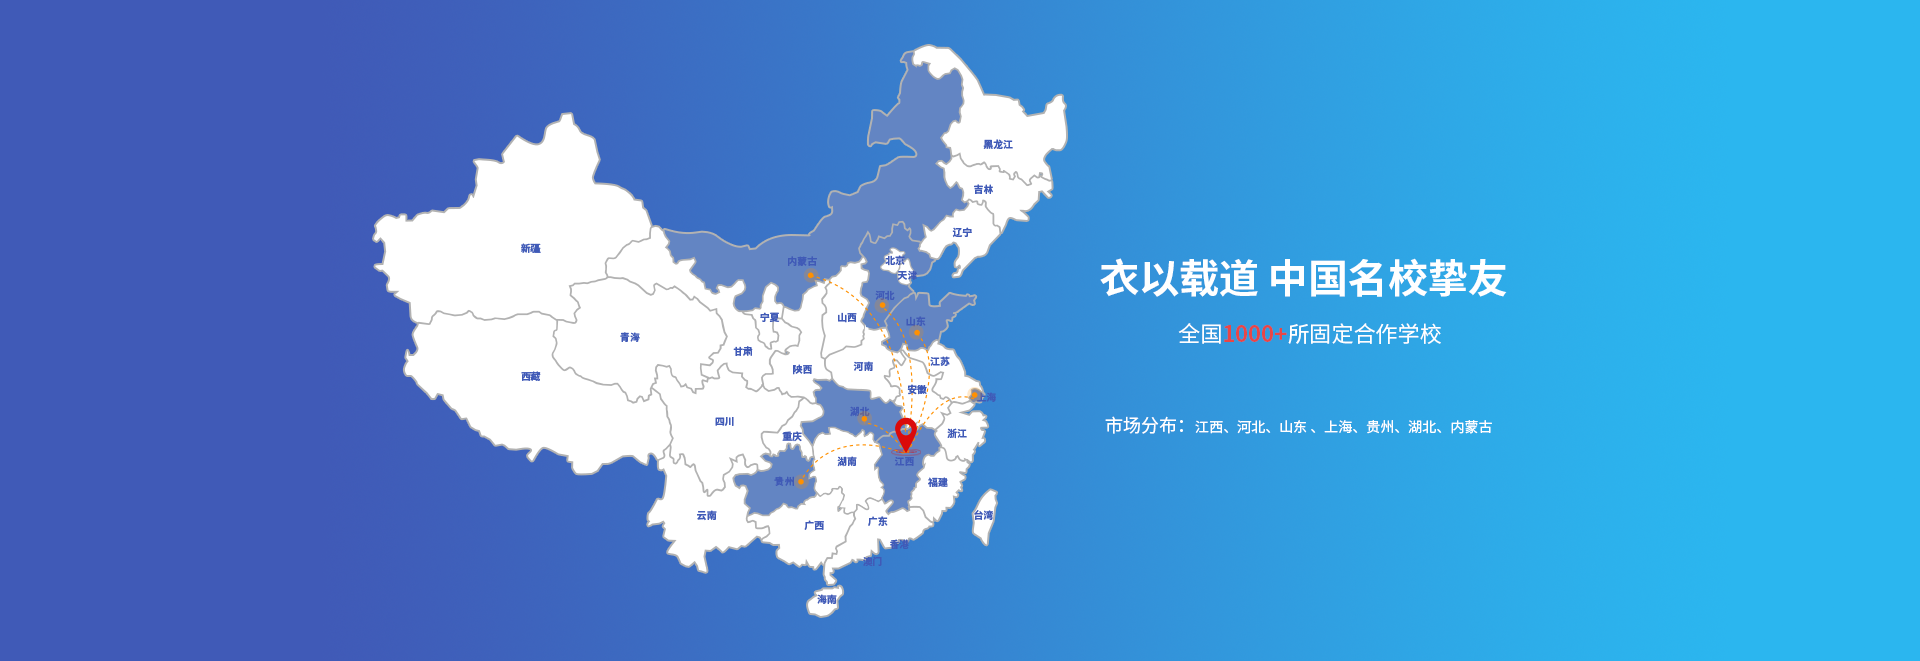 黑龙江
吉林
辽宁
新疆
内蒙古
北京
天津
河北
宁夏
山西
山东
青海
甘肃
江苏
陕西
河南
西藏
安徽
上海
湖北
四川
重庆
浙江
湖南
江西
贵州
福建
云南
台湾
广西
广东
香港
澳门
海南
衣以载道 中国名校挚友
全国1000+所固定合作学校
市场分布：江西、河北、山东 、上海、贵州、湖北、内蒙古